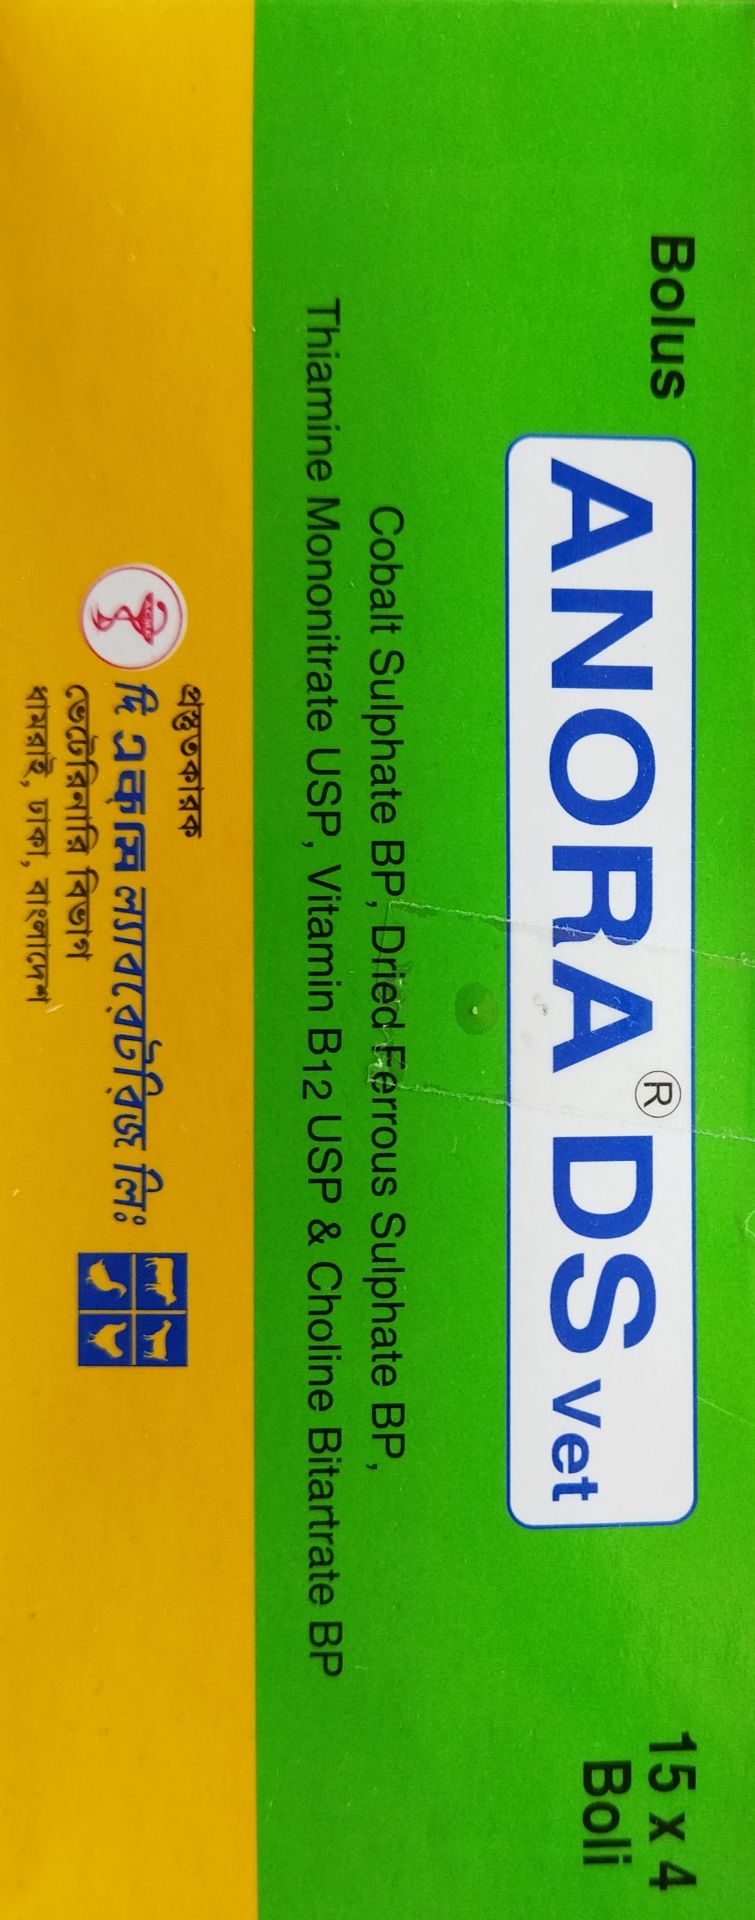 Bolus
ANORA® DS Vet
15 x 4
Boli
Cobalt Sulphate BP, Dried Ferrous Sulphate BP,
Thiamine Mononitrate USP, Vitamin B12 USP & Choline Bitartrate BP
প্রস্তুতকারক
দি একমি ল্যাবরেটরিজ লিঃ
ভেটেরিনারি বিভাগ
ধামরাই, ঢাকা, বাংলাদেশ